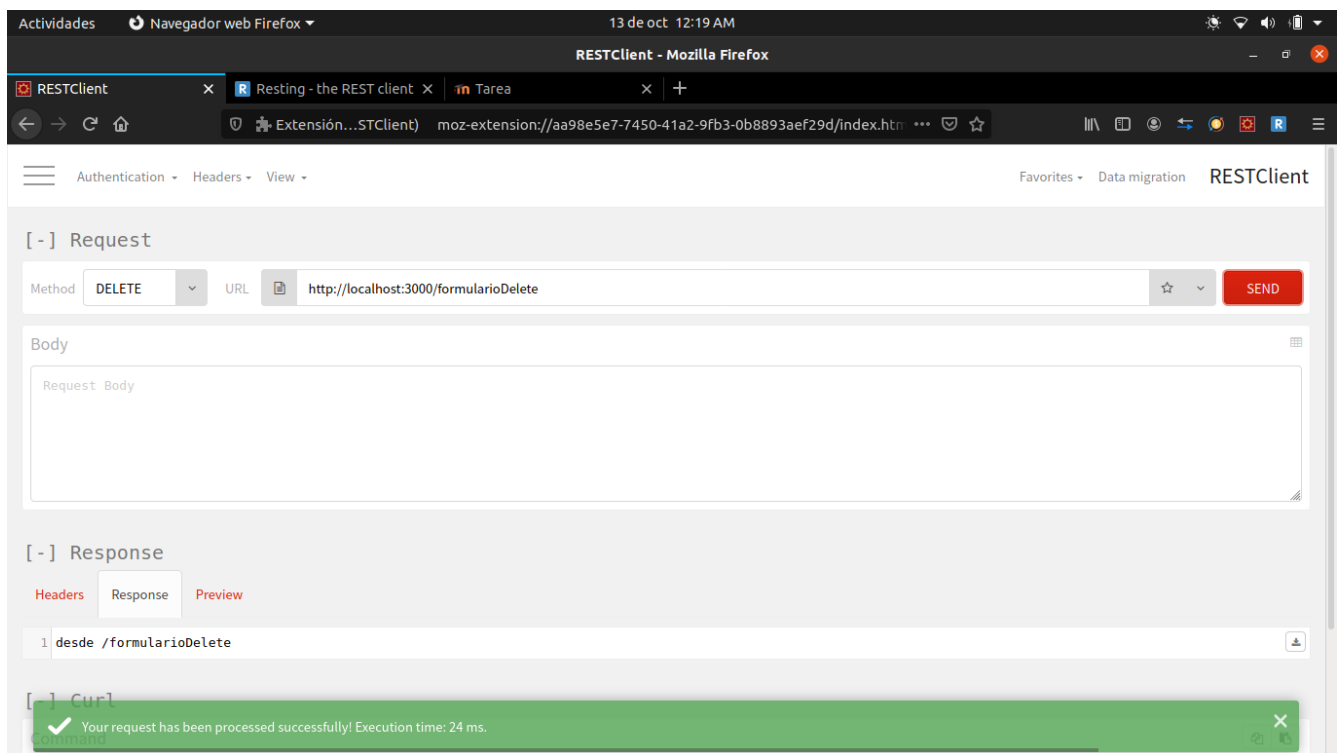 Actividades Navegador web Firefox 13 de oct 12:19 AM
RESTClient - Mozilla Firefox
RESTClient Resting - the REST client Tarea
Extensión...STClient) moz-extension://aa98e5e7-7450-41a2-9fb3-0b8893aef29d/index.htm
Authentication Headers View Favorites Data migration RESTClient
[-] Request
Method DELETE URL http://localhost:3000/formularioDelete SEND
Body
Request Body
[-] Response
Headers Response Preview
1 desde /formularioDelete
[-] Curl
Your request has been processed successfully! Execution time: 24 ms.
Command